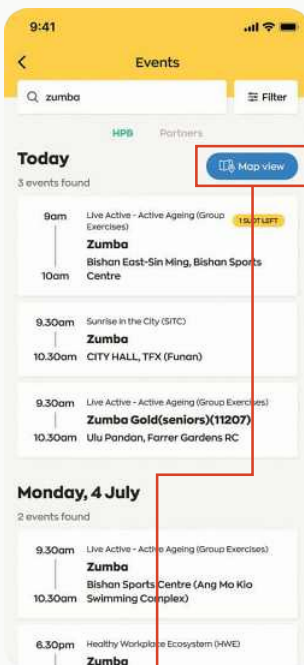 9:41
Events
zumba
Filter
HPB Partners
Today
Map view
3 events found
9am Live Active - Active Ageing (Group
Exercises)
1 SLOT LEFT
Zumba
Bishan East-Sin Ming, Bishan Sports
10am Centre
9.30am Sunrise In the City (SITC)
Zumba
10.30am CITY HALL, TFX (Funan)
9.30am Live Active - Active Ageing (Group Exercises)
Zumba Gold(seniors)(11207)
10.30am Ulu Pandan, Farrer Gardens RC
Monday, 4 July
2 events found
9.30am Live Active - Active Ageing (Group Exercises)
Zumba
Bishan Sports Centre (Ang Mo Kio
10.30am Swimming Complex)
6.30pm Healthy Workplace Ecosystem (HWE)
Zumba